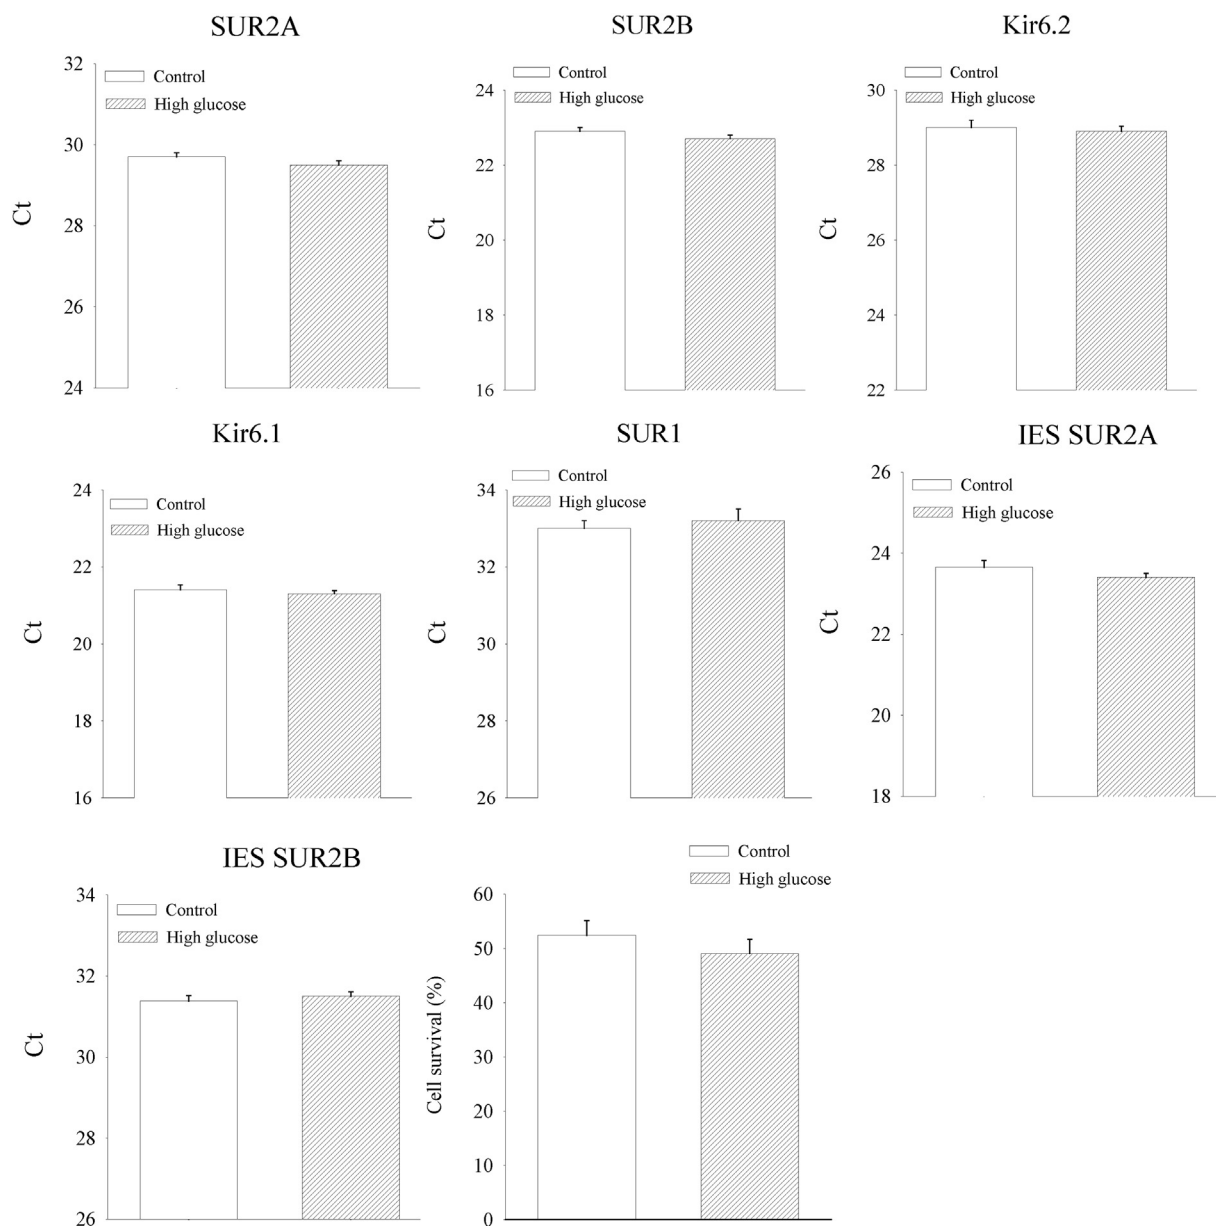 SUR2A
SUR2B
Kir6.2
32
30
28
26
24
Ct
Control
High glucose
24
22
20
18
16
Ct
Control
High glucose
30
28
26
24
22
Ct
Control
High glucose
Kir6.1
SUR1
IES SUR2A
24
22
20
18
16
Ct
Control
High glucose
34
32
30
28
26
Ct
Control
High glucose
26
24
22
20
18
Ct
Control
High glucose
IES SUR2B
34
32
30
28
26
Ct
Control
High glucose
Control
High glucose
60
50
40
30
20
10
0
Cell survival (%)